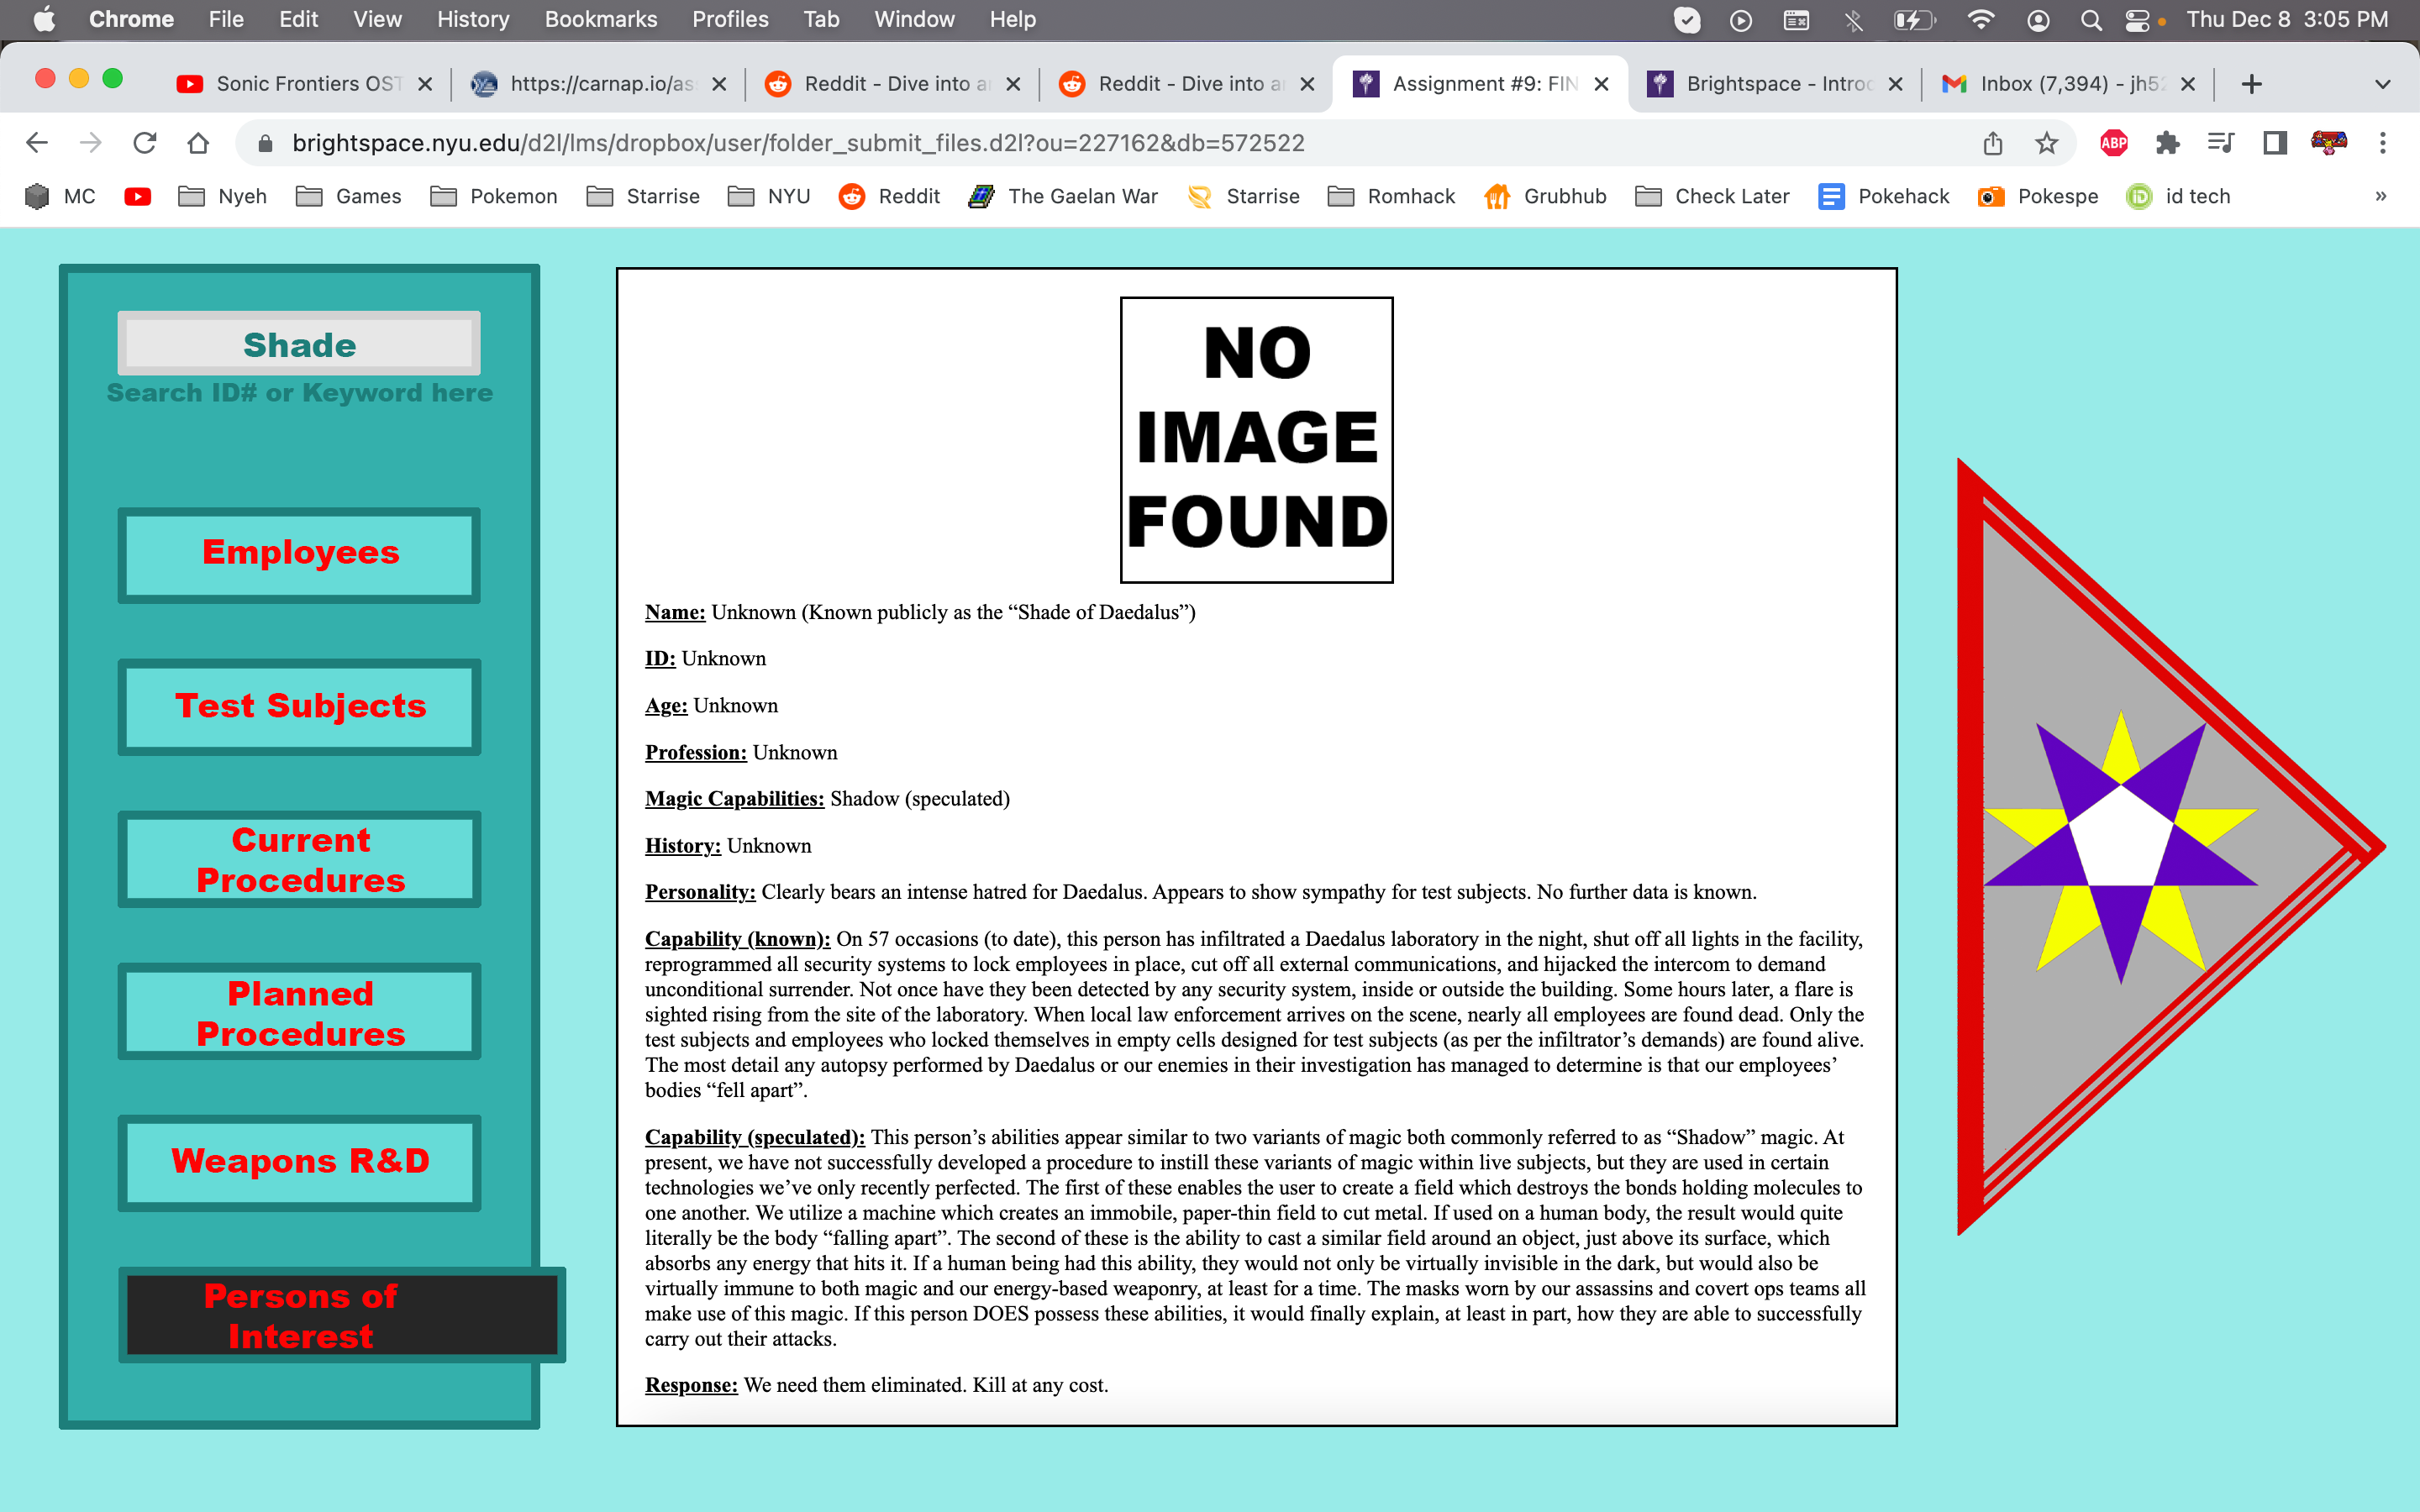 Chrome File Edit View History Bookmarks Profiles Tab Window Help Thu Dec 8 3:05 PM
Sonic Frontiers OST https://carnap.io/as Reddit - Dive into a Reddit - Dive into a Assignment #9: FIN Brightspace - Introd Inbox (7,394) - jh52
brightspace.nyu.edu/d2l/lms/dropbox/user/folder_submit_files.d2l?ou=227162&db=572522 ABP
MC Nyeh Games Pokemon Starrise NYU Reddit The Gaelan War Starrise Romhack Grubhub Check Later Pokehack Pokespe iD id tech »
Shade
Search ID# or Keyword here
Employees
Test Subjects
Current
Procedures
Planned
Procedures
Weapons R&D
Persons of
Interest
NO
IMAGE
FOUND
Name: Unknown (Known publicly as the “Shade of Daedalus”)
ID: Unknown
Age: Unknown
Profession: Unknown
Magic Capabilities: Shadow (speculated)
History: Unknown
Personality: Clearly bears an intense hatred for Daedalus. Appears to show sympathy for test subjects. No further data is known.
Capability (known): On 57 occasions (to date), this person has infiltrated a Daedalus laboratory in the night, shut off all lights in the facility,
reprogrammed all security systems to lock employees in place, cut off all external communications, and hijacked the intercom to demand
unconditional surrender. Not once have they been detected by any security system, inside or outside the building. Some hours later, a flare is
sighted rising from the site of the laboratory. When local law enforcement arrives on the scene, nearly all employees are found dead. Only the
test subjects and employees who locked themselves in empty cells designed for test subjects (as per the infiltrator’s demands) are found alive.
The most detail any autopsy performed by Daedalus or our enemies in their investigation has managed to determine is that our employees’
bodies “fell apart”.
Capability (speculated): This person’s abilities appear similar to two variants of magic both commonly referred to as “Shadow” magic. At
present, we have not successfully developed a procedure to instill these variants of magic within live subjects, but they are used in certain
technologies we’ve only recently perfected. The first of these enables the user to create a field which destroys the bonds holding molecules to
one another. We utilize a machine which creates an immobile, paper-thin field to cut metal. If used on a human body, the result would quite
literally be the body “falling apart”. The second of these is the ability to cast a similar field around an object, just above its surface, which
absorbs any energy that hits it. If a human being had this ability, they would not only be virtually invisible in the dark, but would also be
virtually immune to both magic and our energy-based weaponry, at least for a time. The masks worn by our assassins and covert ops teams all
make use of this magic. If this person DOES possess these abilities, it would finally explain, at least in part, how they are able to successfully
carry out their attacks.
Response: We need them eliminated. Kill at any cost.